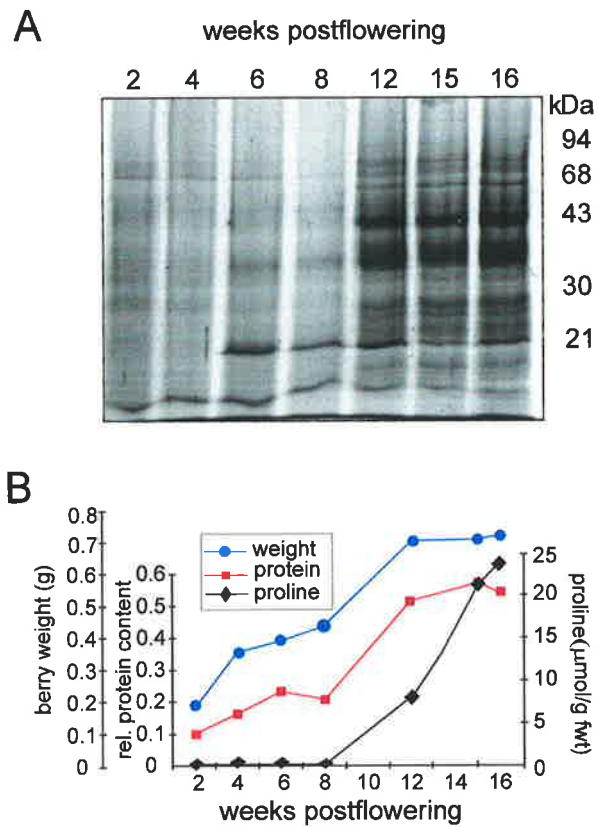 A
weeks postflowering
2 4 6 8 12 15 16
kDa
94
68
43
30
21
B
0.8
0.7
0.6
0.5
0.4
0.3
0.2
0.1
0
berry weight (g)
0.6
0.5
0.4
0.3
0.2
0.1
0
rel. protein content
weight
protein
proline
25
20
15
10
5
0
proline(μmol/g fwt)
2 4 6 8 10 12 14 16
weeks postflowering